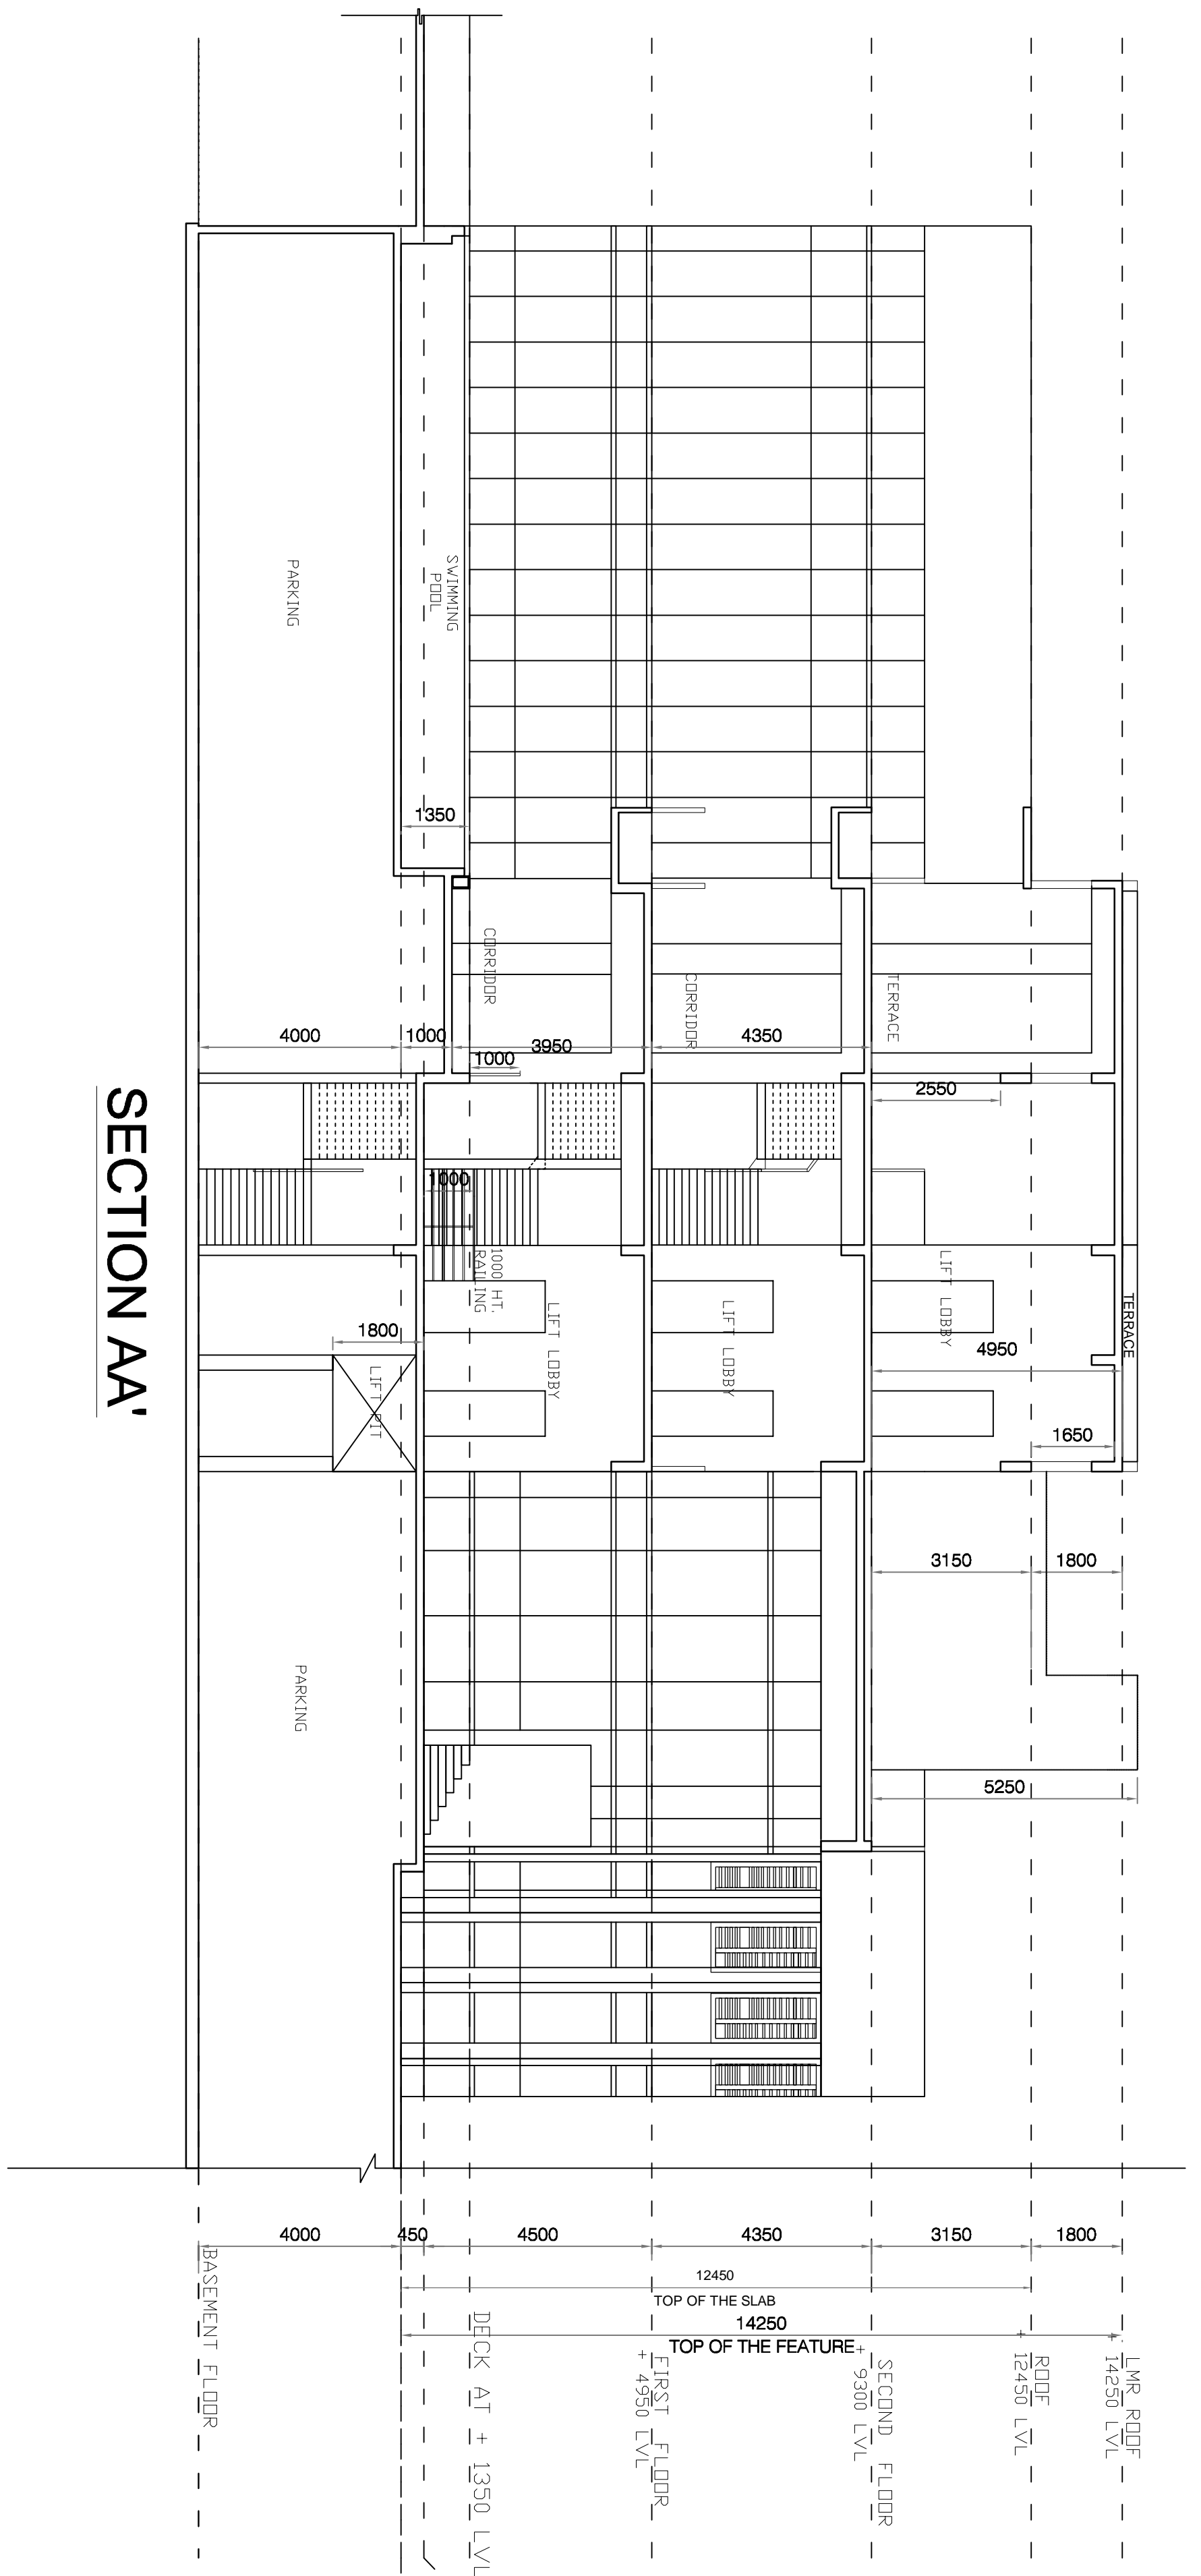 SECTION AA'
LMR ROOF
+ 14250 LVL
ROOF
+ 12450 LVL
SECOND FLOOR
+ 9300 LVL
FIRST FLOOR
+ 4950 LVL
DECK AT + 1350 LVL
BASEMENT FLOOR
4000
450
4500
4350
3150
1800
12450
TOP OF THE SLAB
14250
TOP OF THE FEATURE
PARKING
SWIMMING
POOL
1350
CORRIDOR
CORRIDOR
TERRACE
4000
1000
3950
4350
1000
2550
1000
1000 HT.
RAILING
LIFT LOBBY
LIFT LOBBY
LIFT LOBBY
TERRACE
1800
LIFT PIT
4950
1650
3150
1800
PARKING
5250